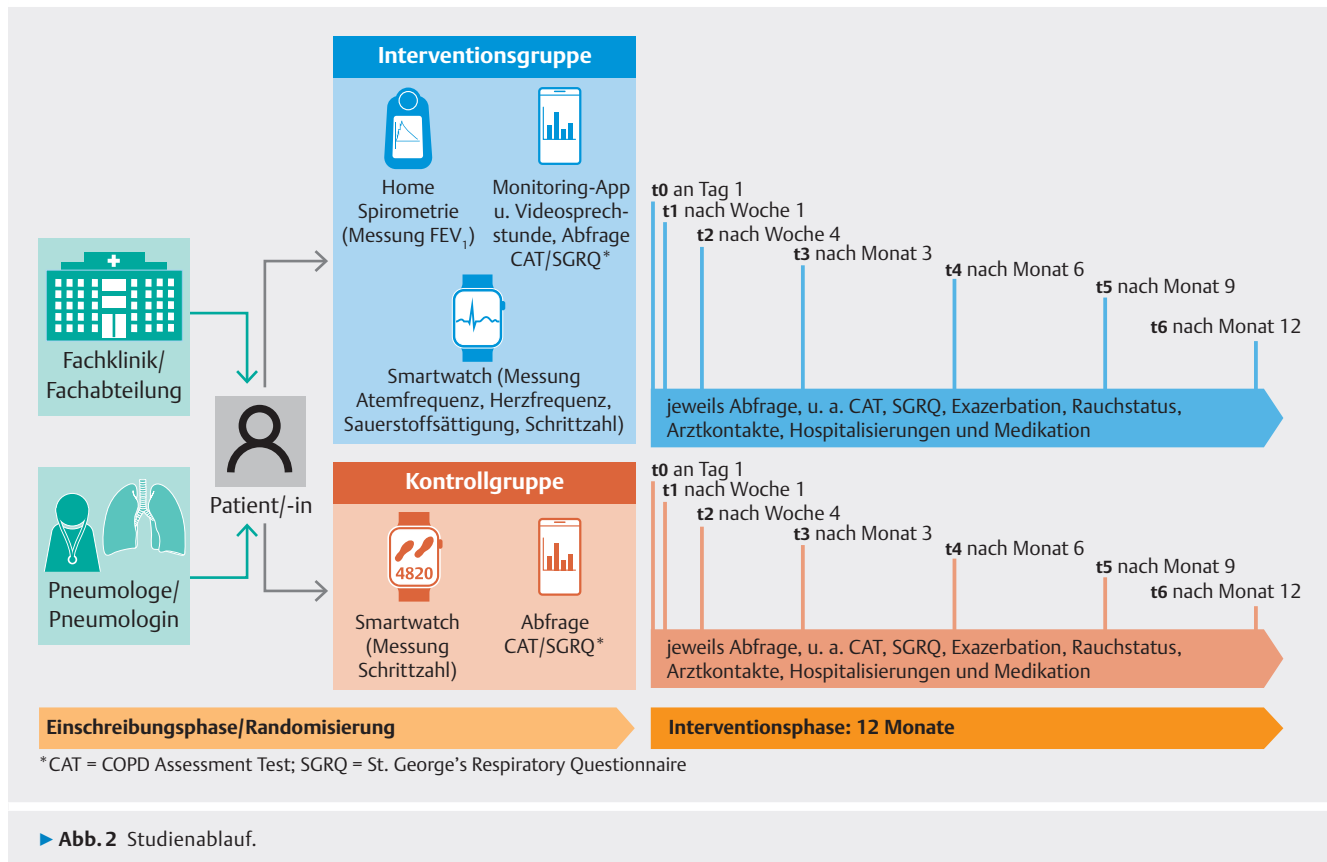 Interventionsgruppe
Home
Spirometrie
(Messung FEV₁)
Monitoring-App
u. Videosprech-
stunde, Abfrage
CAT/SGRQ*
Smartwatch (Messung
Atemfrequenz, Herzfrequenz,
Sauerstoffsättigung, Schrittzahl)
Fachklinik/
Fachabteilung
Patient/-in
Pneumologe/
Pneumologin
Kontrollgruppe
4820
Smartwatch
(Messung
Schrittzahl)
Abfrage
CAT/SGRQ*
t0 an Tag 1
t1 nach Woche 1
t2 nach Woche 4
t3 nach Monat 3
t4 nach Monat 6
t5 nach Monat 9
t6 nach Monat 12
jeweils Abfrage, u. a. CAT, SGRQ, Exazerbation, Rauchstatus,
Arztkontakte, Hospitalisierungen und Medikation
t0 an Tag 1
t1 nach Woche 1
t2 nach Woche 4
t3 nach Monat 3
t4 nach Monat 6
t5 nach Monat 9
t6 nach Monat 12
jeweils Abfrage, u. a. CAT, SGRQ, Exazerbation, Rauchstatus,
Arztkontakte, Hospitalisierungen und Medikation
Einschreibungsphase/Randomisierung
Interventionsphase: 12 Monate
*CAT = COPD Assessment Test; SGRQ = St. George's Respiratory Questionnaire
▶ Abb. 2 Studienablauf.